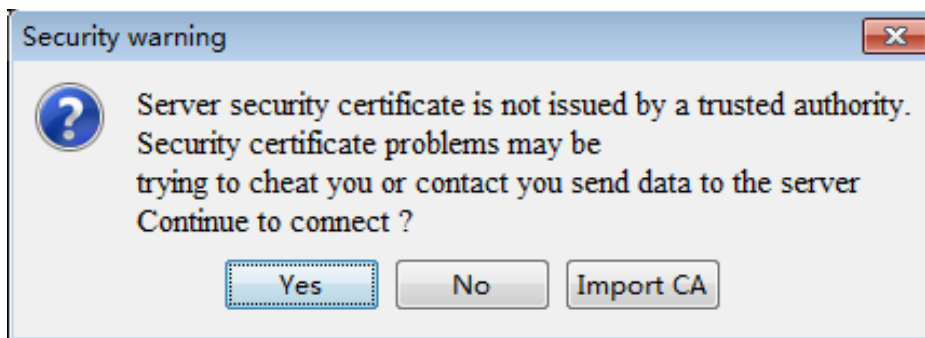 Security warning
Server security certificate is not issued by a trusted authority.
Security certificate problems may be
trying to cheat you or contact you send data to the server
Continue to connect ?
Yes No Import CA